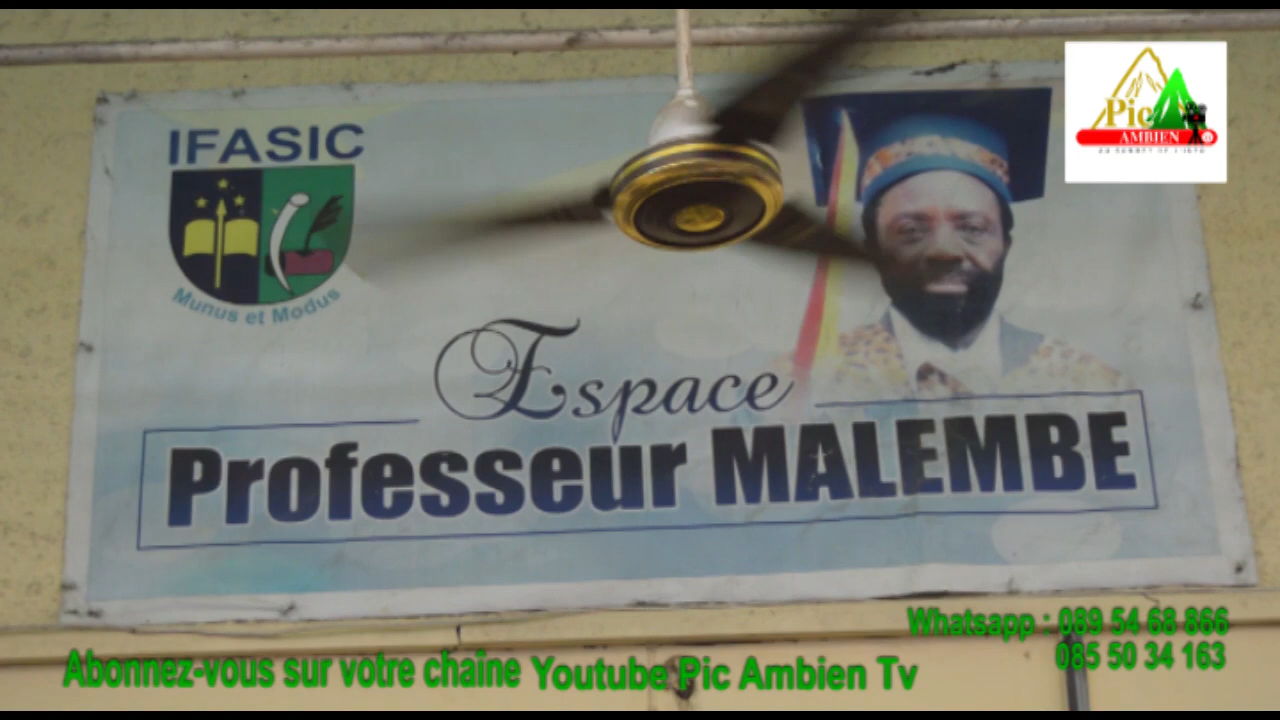 IFASIC
Munus et Modus
Espace
Professeur MALEMBE
Pic
AMBIEN
Whatsapp : 089 54 68 866
085 50 34 163
Abonnez-vous sur votre chaîne Youtube Pic Ambien Tv